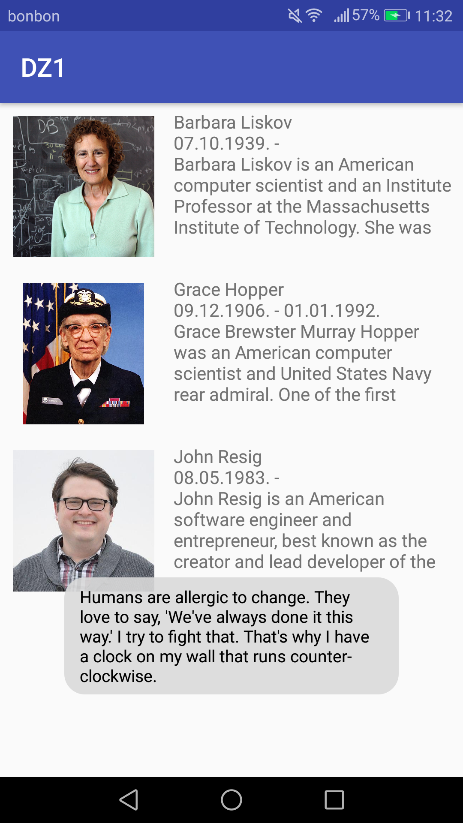 bonbon 57% 11:32
DZ1
Barbara Liskov
07.10.1939. -
Barbara Liskov is an American
computer scientist and an Institute
Professor at the Massachusetts
Institute of Technology. She was
Grace Hopper
09.12.1906. - 01.01.1992.
Grace Brewster Murray Hopper
was an American computer
scientist and United States Navy
rear admiral. One of the first
John Resig
08.05.1983. -
John Resig is an American
software engineer and
entrepreneur, best known as the
creator and lead developer of the
Humans are allergic to change. They
love to say, 'We've always done it this
way.' I try to fight that. That's why I have
a clock on my wall that runs counter-
clockwise.